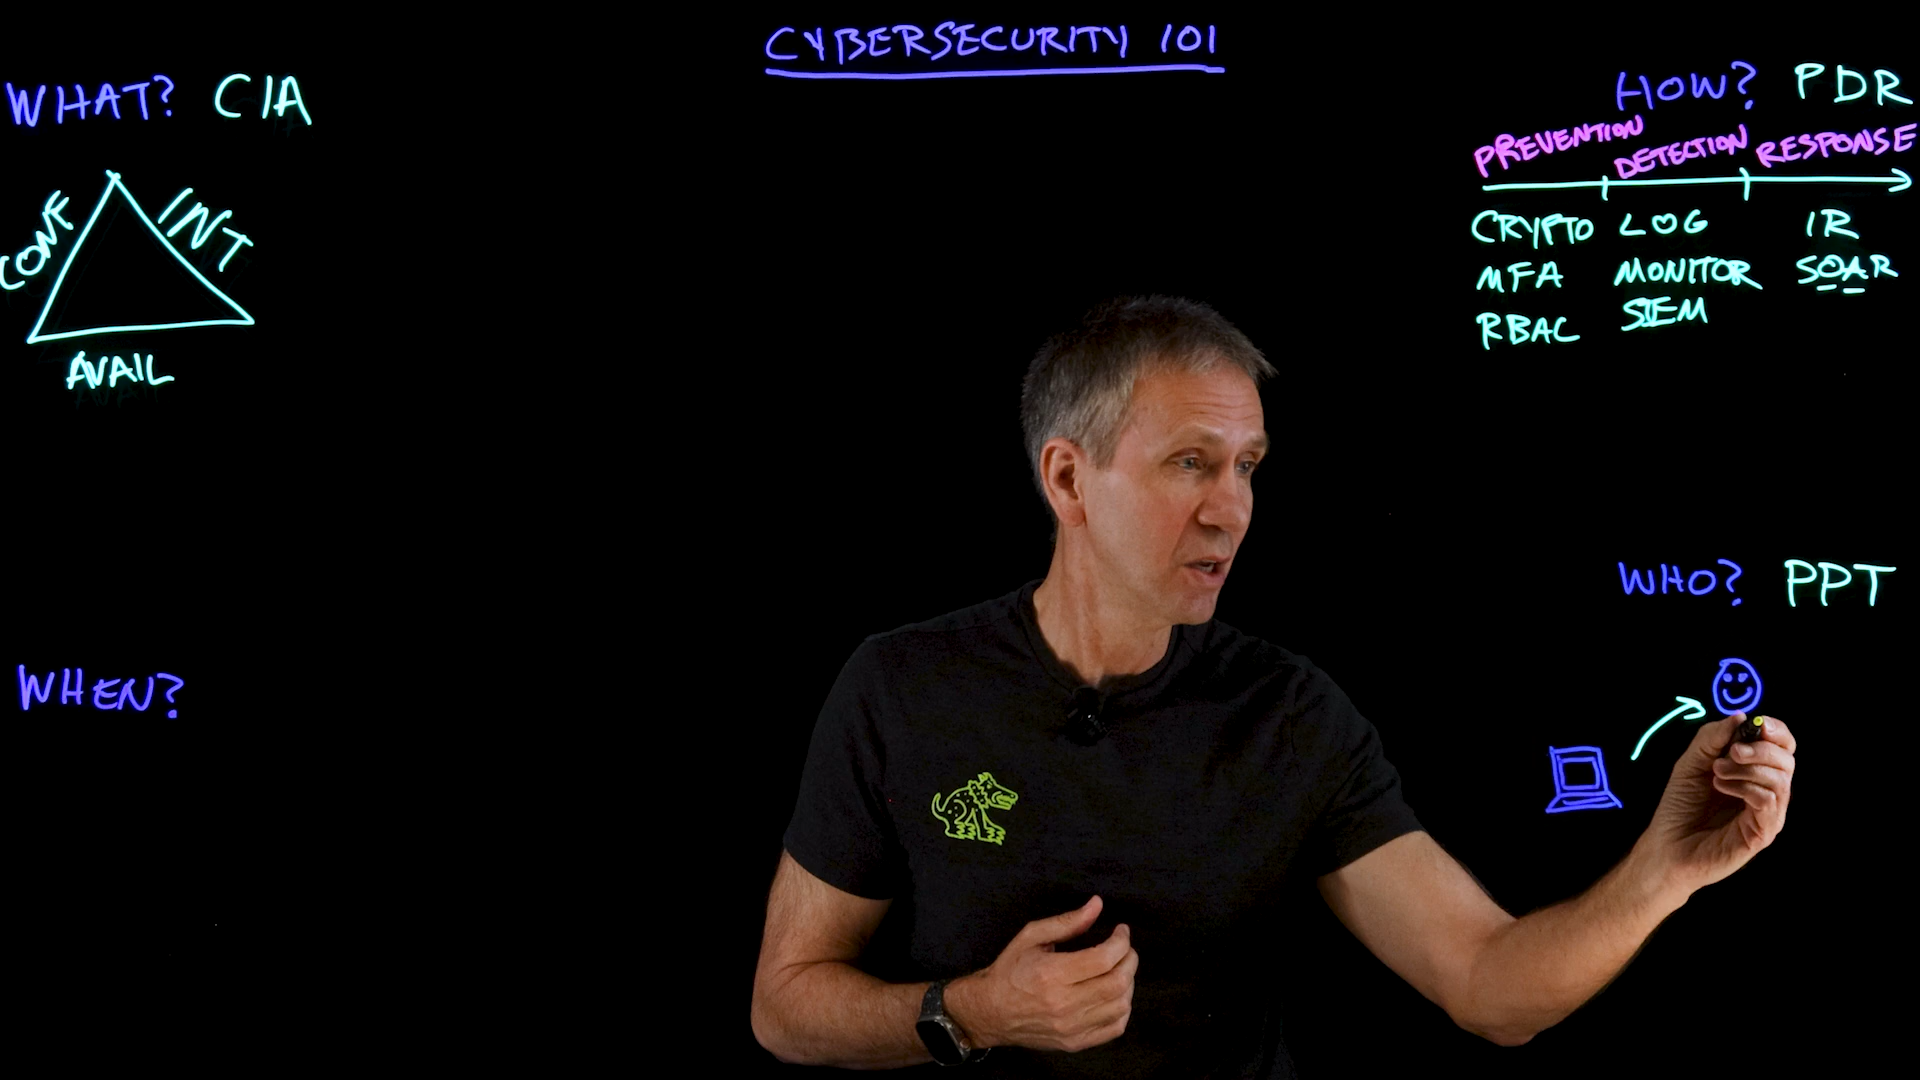 CYBERSECURITY 101
WHAT? CIA
CONF
INT
AVAIL
HOW? PDR
PREVENTION DETECTION RESPONSE
CRYPTO LOG IR
MFA MONITOR SOAR
RBAC SIEM
WHO? PPT
WHEN?